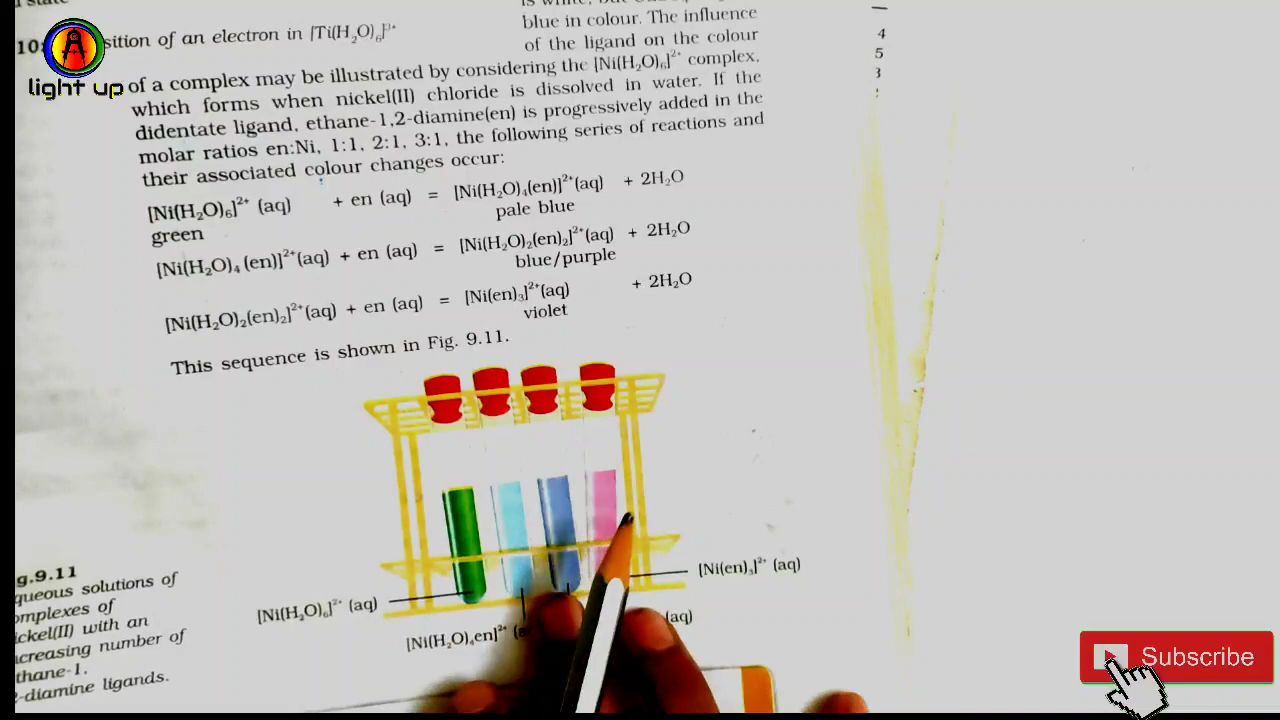 n state
is white, but
10: sition of an electron in [Ti(H₂O)₆]³⁺
blue in colour. The influence
of the ligand on the colour
light up
of a complex may be illustrated by considering the [Ni(H₂O)₆]²⁺ complex,
which forms when nickel(II) chloride is dissolved in water. If the
didentate ligand, ethane-1,2-diamine(en) is progressively added in the
molar ratios en:Ni, 1:1, 2:1, 3:1, the following series of reactions and
their associated colour changes occur:
[Ni(H₂O)₆]²⁺ (aq) + en (aq) = [Ni(H₂O)₄(en)]²⁺(aq) + 2H₂O
green pale blue
[Ni(H₂O)₄ (en)]²⁺(aq) + en (aq) = [Ni(H₂O)₂(en)₂]²⁺(aq) + 2H₂O
blue/purple
[Ni(H₂O)₂(en)₂]²⁺(aq) + en (aq) = [Ni(en)₃]²⁺(aq) + 2H₂O
violet
This sequence is shown in Fig. 9.11.
4
5
3
g.9.11
queous solutions of
omplexes of
ickel(II) with an
ncreasing number of
thane-1,
2-diamine ligands.
[Ni(H₂O)₆]²⁺ (aq)
[Ni(H₂O)₄en]²⁺ (a
(aq)
[Ni(en)₃]²⁺ (aq)
Subscribe